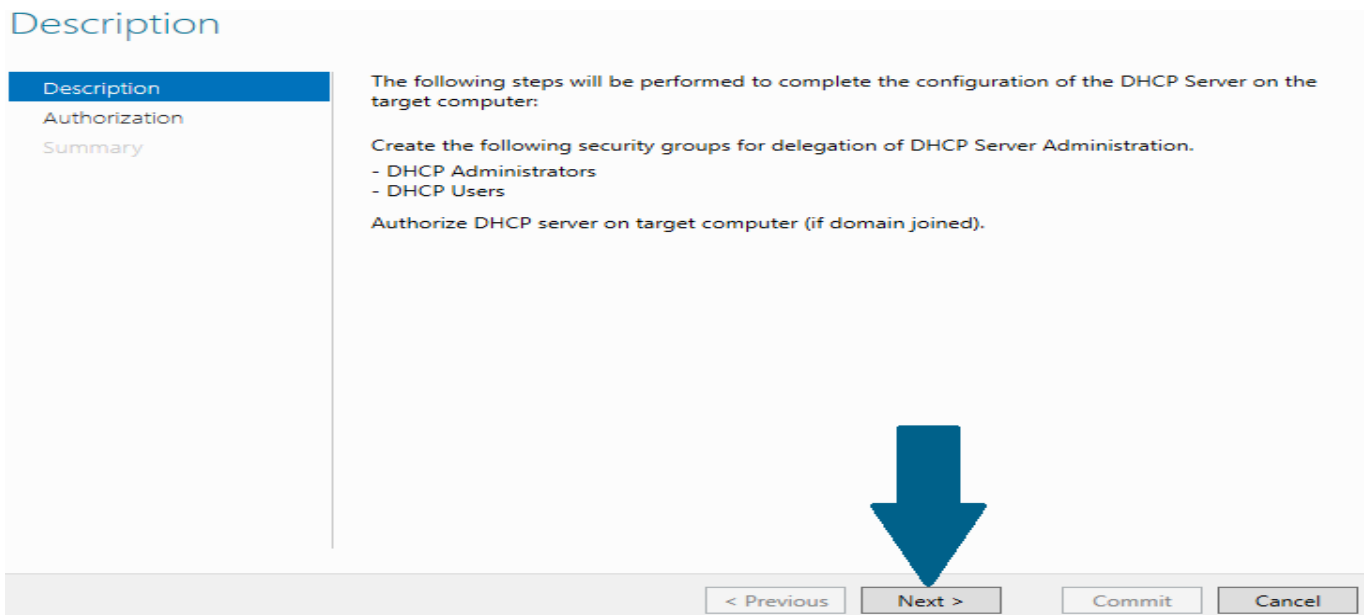 Description
Description
Authorization
Summary
The following steps will be performed to complete the configuration of the DHCP Server on the
target computer:
Create the following security groups for delegation of DHCP Server Administration.
- DHCP Administrators
- DHCP Users
Authorize DHCP server on target computer (if domain joined).
< Previous
Next >
Commit
Cancel